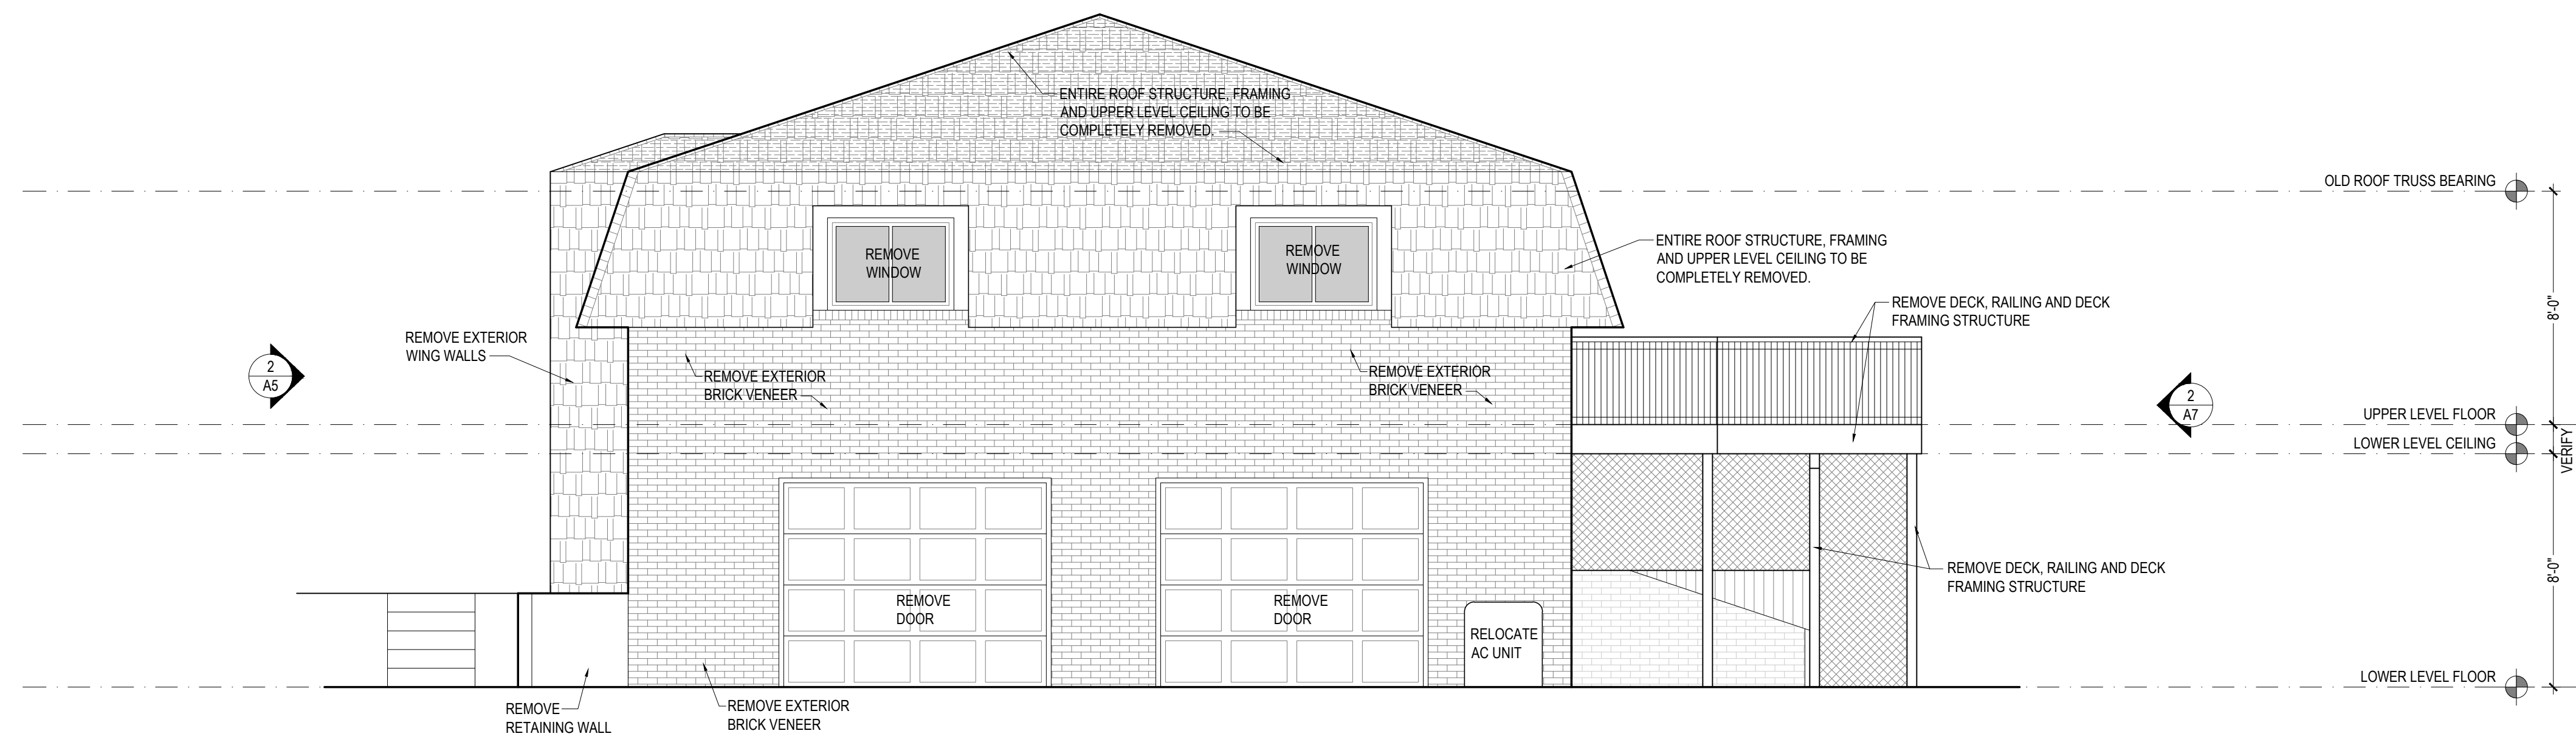 ENTIRE ROOF STRUCTURE, FRAMING
AND UPPER LEVEL CEILING TO BE
COMPLETELY REMOVED.
OLD ROOF TRUSS BEARING
REMOVE
WINDOW
REMOVE
WINDOW
ENTIRE ROOF STRUCTURE, FRAMING
AND UPPER LEVEL CEILING TO BE
COMPLETELY REMOVED.
REMOVE DECK, RAILING AND DECK
FRAMING STRUCTURE
8'-0"
REMOVE EXTERIOR
WING WALLS
2
A5
REMOVE EXTERIOR
BRICK VENEER
REMOVE EXTERIOR
BRICK VENEER
2
A7
UPPER LEVEL FLOOR
LOWER LEVEL CEILING
VERIFY
REMOVE DECK, RAILING AND DECK
FRAMING STRUCTURE
8'-0"
REMOVE
DOOR
REMOVE
DOOR
RELOCATE
AC UNIT
LOWER LEVEL FLOOR
REMOVE
RETAINING WALL
REMOVE EXTERIOR
BRICK VENEER